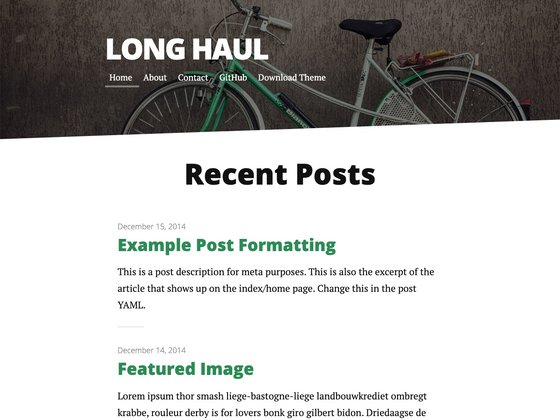 LONG HAUL
Home About Contact GitHub Download Theme
Recent Posts
December 15, 2014
Example Post Formatting
This is a post description for meta purposes. This is also the excerpt of the
article that shows up on the index/home page. Change this in the post
YAML.
December 14, 2014
Featured Image
Lorem ipsum thor smash liege-bastogne-liege landbouwkrediet ombregt
krabbe, rouleur derby is for lovers bonk giro gilbert bidon. Driedaagse de